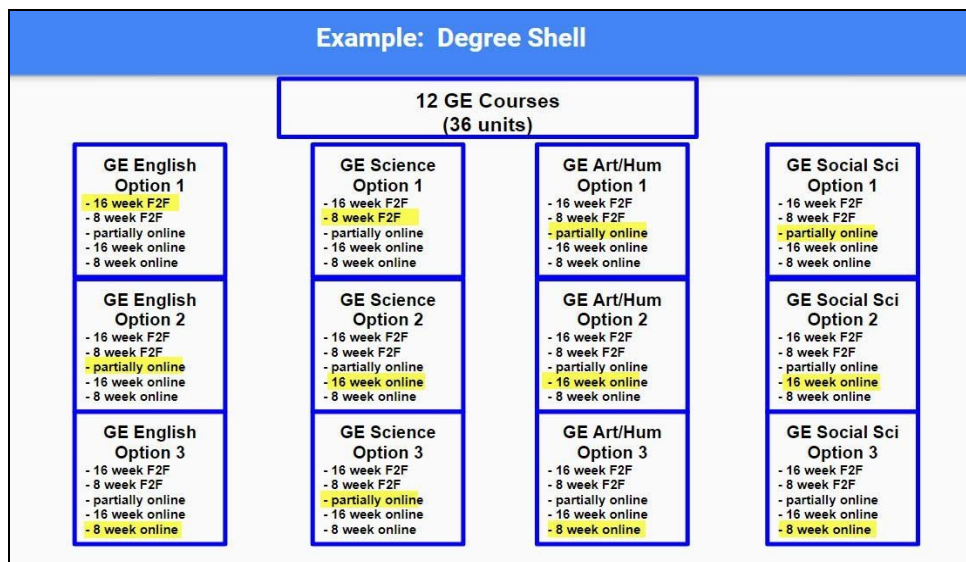 Example: Degree Shell
12 GE Courses
(36 units)
GE English
Option 1
- 16 week F2F
- 8 week F2F
- partially online
- 16 week online
- 8 week online
GE Science
Option 1
- 16 week F2F
- 8 week F2F
- partially online
- 16 week online
- 8 week online
GE Art/Hum
Option 1
- 16 week F2F
- 8 week F2F
- partially online
- 16 week online
- 8 week online
GE Social Sci
Option 1
- 16 week F2F
- 8 week F2F
- partially online
- 16 week online
- 8 week online
GE English
Option 2
- 16 week F2F
- 8 week F2F
- partially online
- 16 week online
- 8 week online
GE Science
Option 2
- 16 week F2F
- 8 week F2F
- partially online
- 16 week online
- 8 week online
GE Art/Hum
Option 2
- 16 week F2F
- 8 week F2F
- partially online
- 16 week online
- 8 week online
GE Social Sci
Option 2
- 16 week F2F
- 8 week F2F
- partially online
- 16 week online
- 8 week online
GE English
Option 3
- 16 week F2F
- 8 week F2F
- partially online
- 16 week online
- 8 week online
GE Science
Option 3
- 16 week F2F
- 8 week F2F
- partially online
- 16 week online
- 8 week online
GE Art/Hum
Option 3
- 16 week F2F
- 8 week F2F
- partially online
- 16 week online
- 8 week online
GE Social Sci
Option 3
- 16 week F2F
- 8 week F2F
- partially online
- 16 week online
- 8 week online